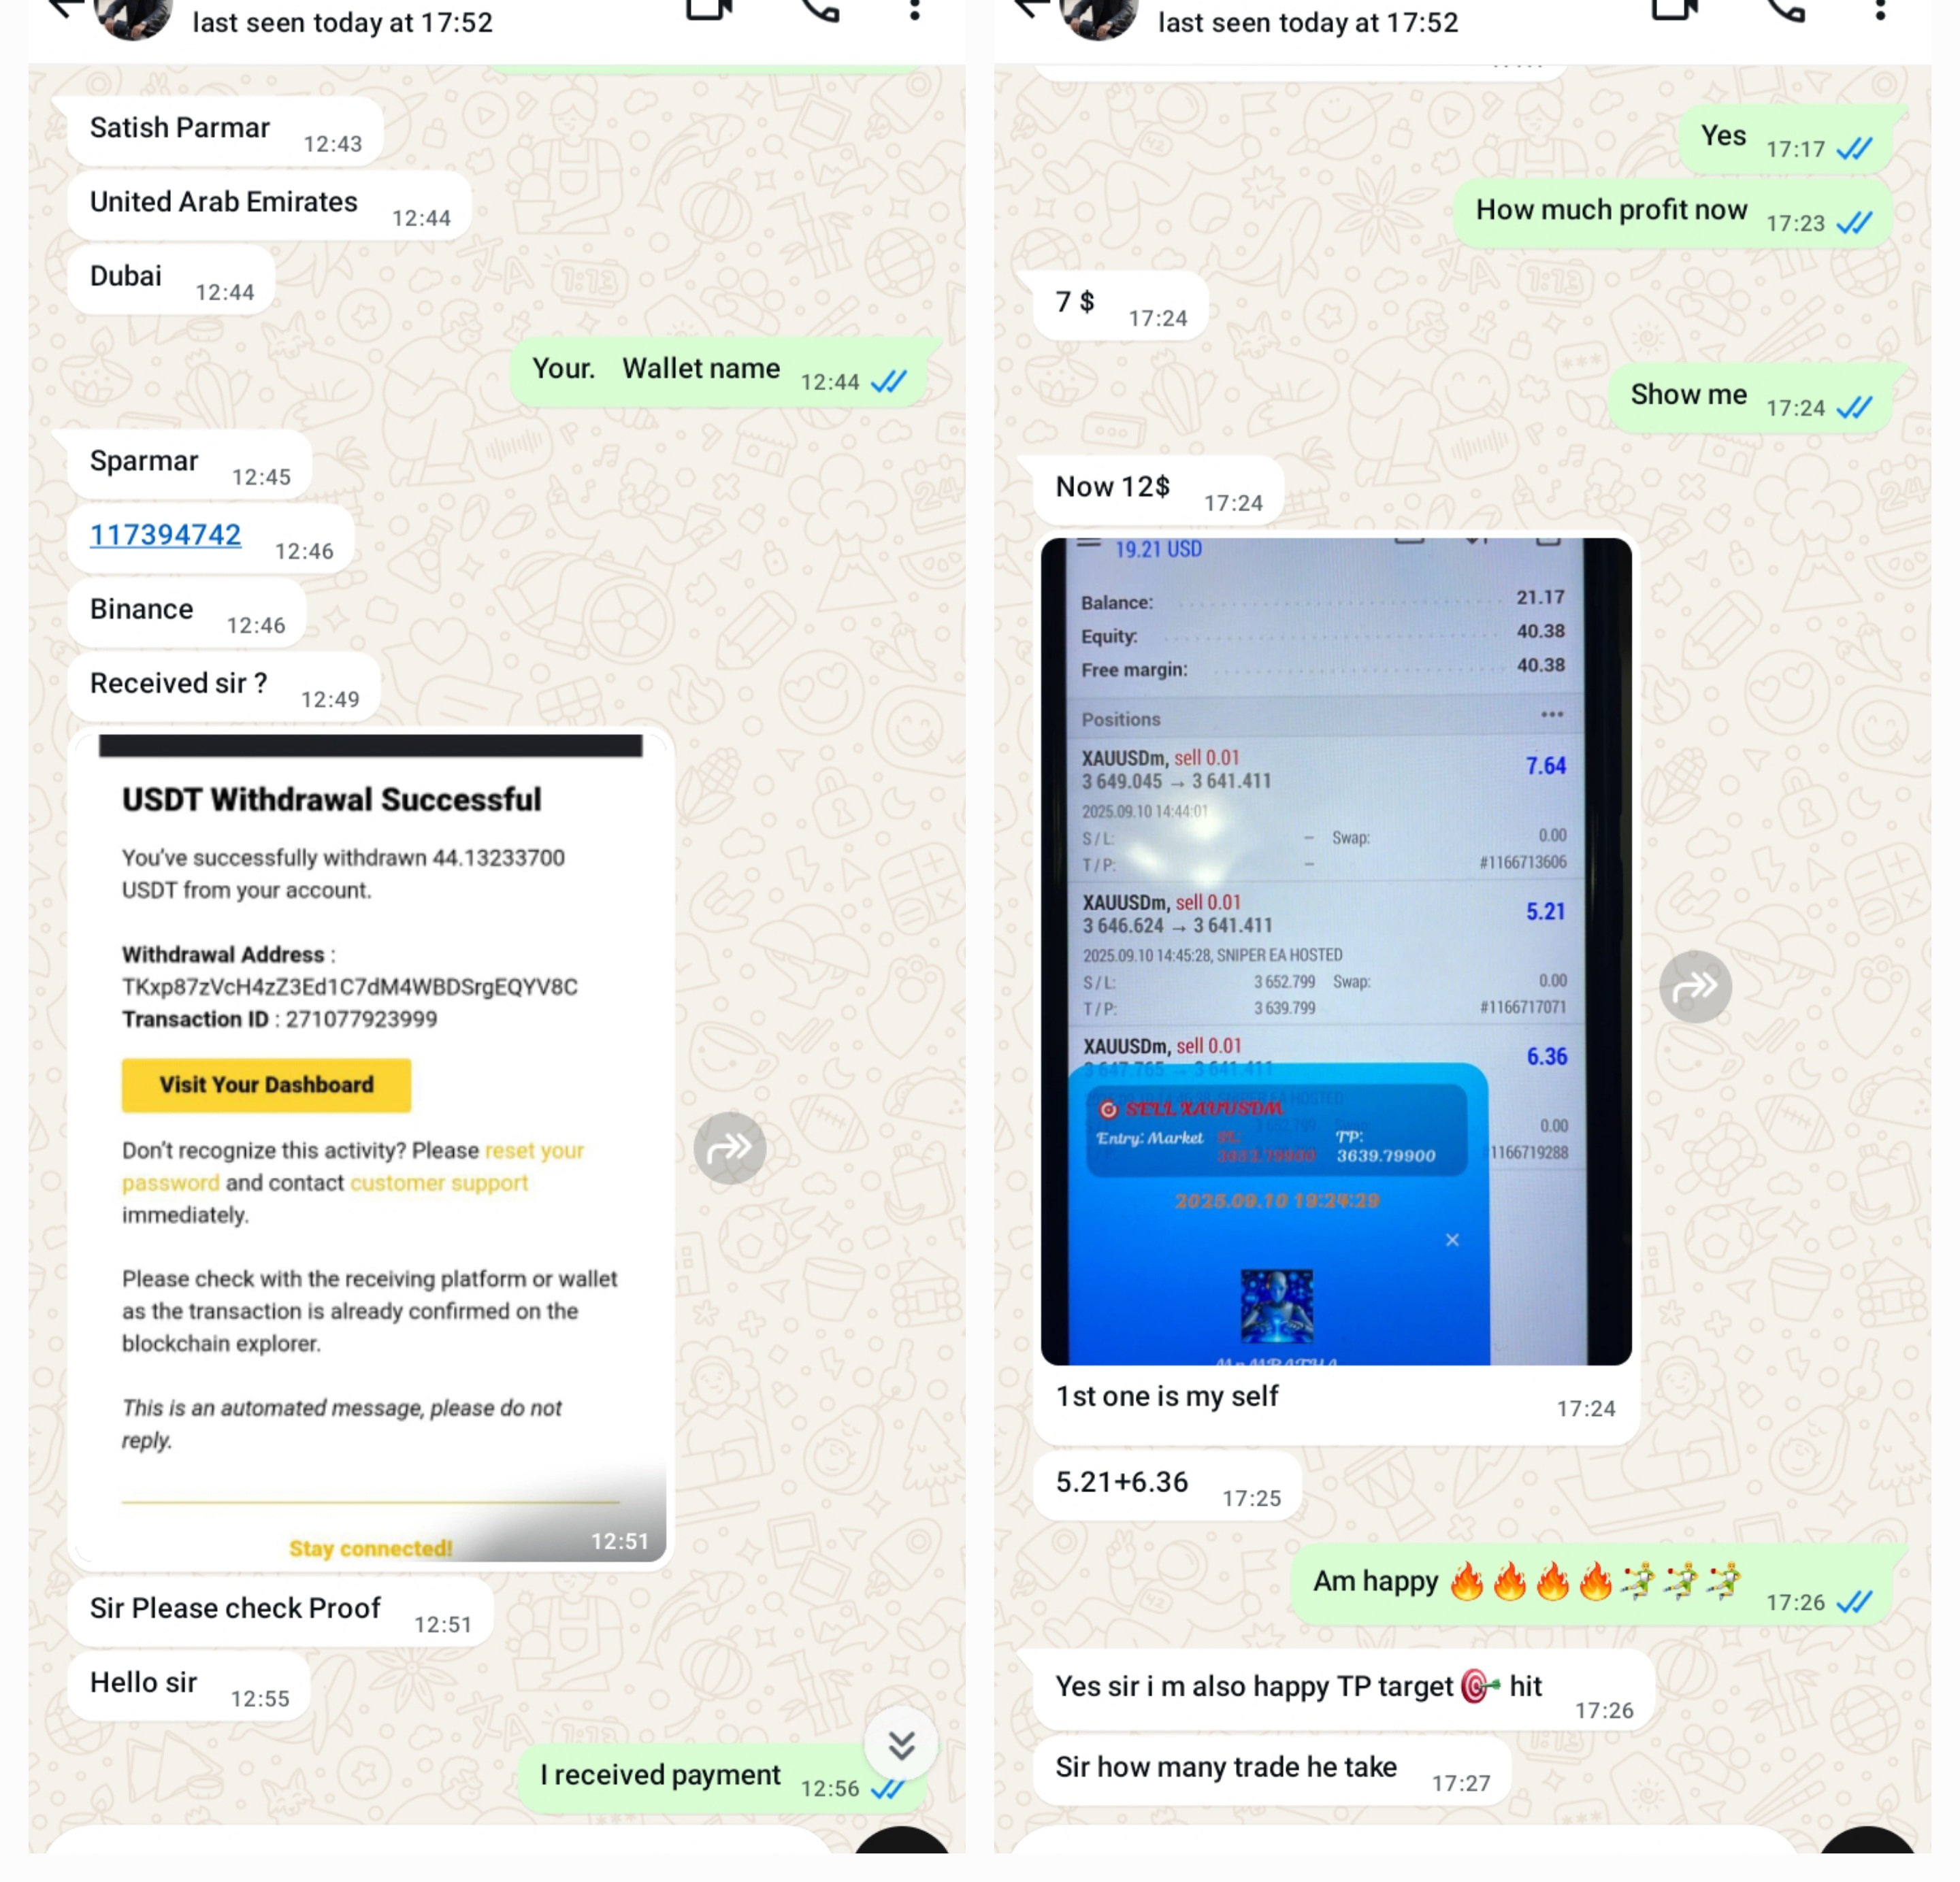 last seen today at 17:52
Satish Parmar 12:43
United Arab Emirates 12:44
Dubai 12:44
Your. Wallet name 12:44
Sparmar 12:45
117394742 12:46
Binance 12:46
Received sir ? 12:49
USDT Withdrawal Successful
You've successfully withdrawn 44.13233700
USDT from your account.
Withdrawal Address :
TKxp87zVcH4zZ3Ed1C7dM4WBDSrgEQYV8C
Transaction ID : 271077923999
Visit Your Dashboard
Don't recognize this activity? Please reset your
password and contact customer support
immediately.
Please check with the receiving platform or wallet
as the transaction is already confirmed on the
blockchain explorer.
This is an automated message, please do not
reply.
Stay connected!
12:51
Sir Please check Proof 12:51
Hello sir 12:55
I received payment 12:56
last seen today at 17:52
Yes 17:17
How much profit now 17:23
7 $ 17:24
Show me 17:24
Now 12$ 17:24
19.21 USD
Balance: 21.17
Equity: 40.38
Free margin: 40.38
Positions
XAUUSDm, sell 0.01 7.64
3 649.045 → 3 641.411
2025.09.10 14:44:01
S / L: – Swap: 0.00
T / P: – #1166713606
XAUUSDm, sell 0.01 5.21
3 646.624 → 3 641.411
2025.09.10 14:45:28, SNIPER EA HOSTED
S / L: 3 652.799 Swap: 0.00
T / P: 3 639.799 #1166717071
XAUUSDm, sell 0.01 6.36
3 647.765 → 3 641.411
SELL XAUUSDM
Entry: Market SL: TP:
3652.79900 3639.79900
0.00
1166719288
2025.09.10 19:24:29
1st one is my self 17:24
5.21+6.36 17:25
Am happy 🔥🔥🔥🔥🤾🤾🤾 17:26
Yes sir i m also happy TP target 🎯 hit 17:26
Sir how many trade he take 17:27